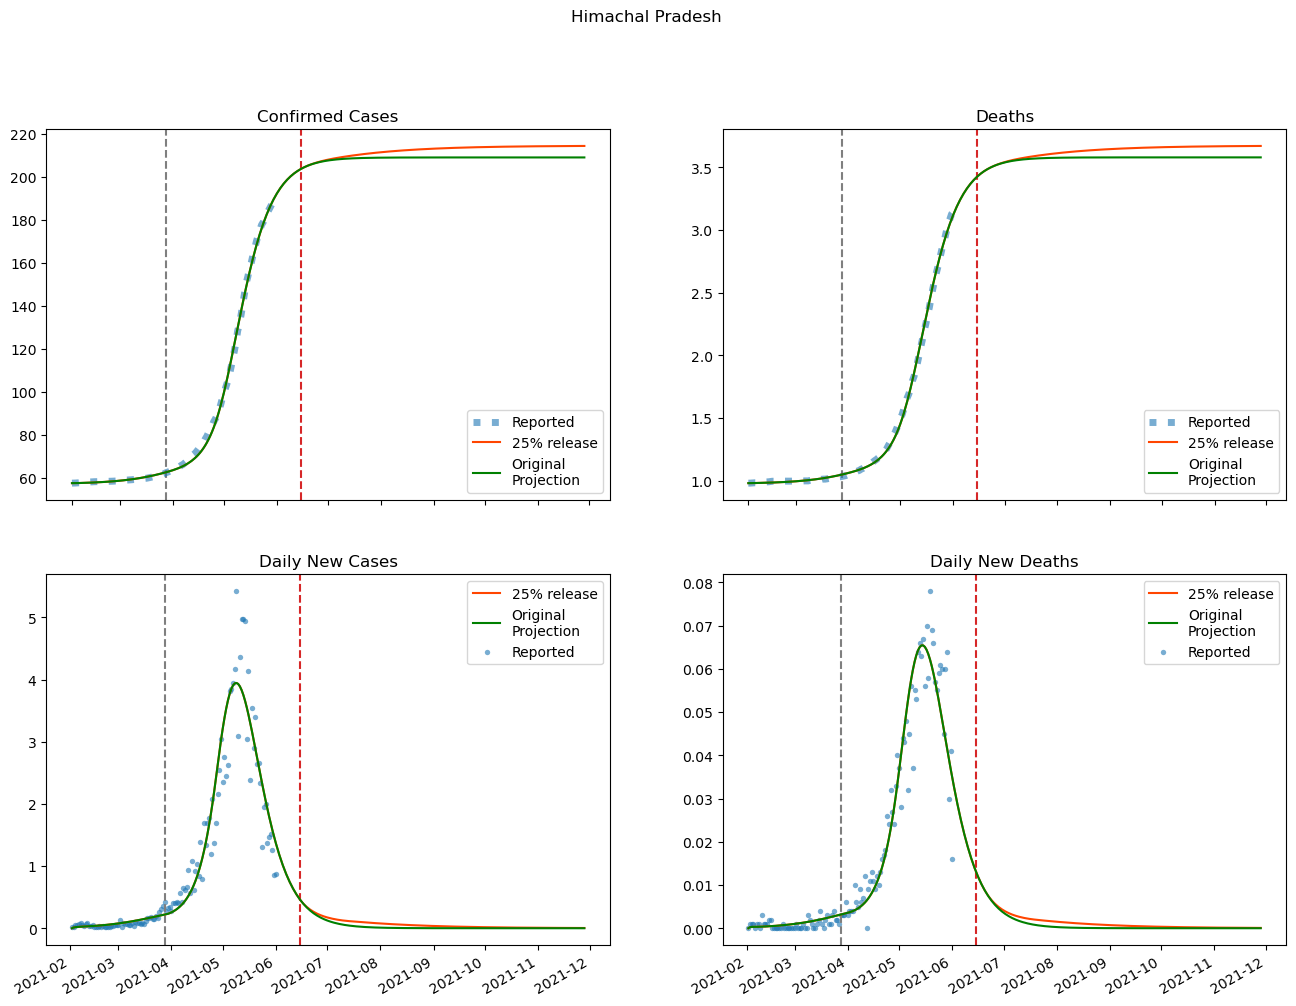 Himachal Pradesh
Confirmed Cases
220
200
180
160
140
120
100
80
60
Reported
25% release
Original
Projection
Deaths
3.5
3.0
2.5
2.0
1.5
1.0
Reported
25% release
Original
Projection
Daily New Cases
5
4
3
2
1
0
25% release
Original
Projection
Reported
2021-02
2021-03
2021-04
2021-05
2021-06
2021-07
2021-08
2021-09
2021-10
2021-11
2021-12
Daily New Deaths
0.08
0.07
0.06
0.05
0.04
0.03
0.02
0.01
0.00
25% release
Original
Projection
Reported
2021-02
2021-03
2021-04
2021-05
2021-06
2021-07
2021-08
2021-09
2021-10
2021-11
2021-12